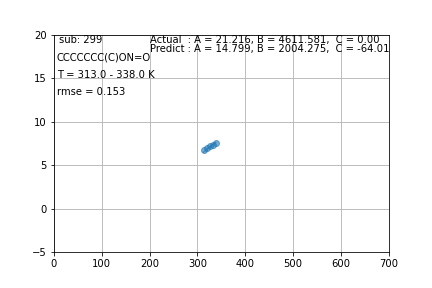 sub: 299
Actual : A = 21.216, B = 4611.581, C = 0.00
Predict : A = 14.799, B = 2004.275, C = -64.01
CCCCCCC(C)ON=O
T = 313.0 - 338.0 K
rmse = 0.153
20
15
10
5
0
−5
0 100 200 300 400 500 600 700